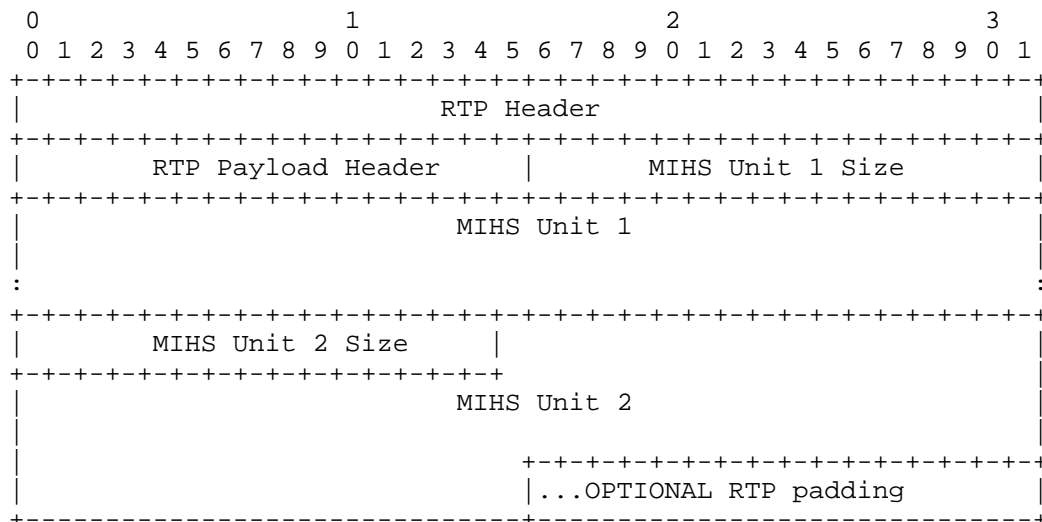 0                   1                   2                   3
0 1 2 3 4 5 6 7 8 9 0 1 2 3 4 5 6 7 8 9 0 1 2 3 4 5 6 7 8 9 0 1
+-+-+-+-+-+-+-+-+-+-+-+-+-+-+-+-+-+-+-+-+-+-+-+-+-+-+-+-+-+-+-+-+
|                          RTP Header                           |
+-+-+-+-+-+-+-+-+-+-+-+-+-+-+-+-+-+-+-+-+-+-+-+-+-+-+-+-+-+-+-+-+
|        RTP Payload Header     |       MIHS Unit 1 Size        |
+-+-+-+-+-+-+-+-+-+-+-+-+-+-+-+-+-+-+-+-+-+-+-+-+-+-+-+-+-+-+-+-+
|                           MIHS Unit 1                         |
|                                                               |
:                                                               :
+-+-+-+-+-+-+-+-+-+-+-+-+-+-+-+-+-+-+-+-+-+-+-+-+-+-+-+-+-+-+-+-+
|        MIHS Unit 2 Size     |                                 |
+-+-+-+-+-+-+-+-+-+-+-+-+-+-+-+                                 |
|                           MIHS Unit 2                         |
|                                                               |
|                               +-+-+-+-+-+-+-+-+-+-+-+-+-+-+-+-+
|                               |...OPTIONAL RTP padding        |
+-------------------------------+-------------------------------+